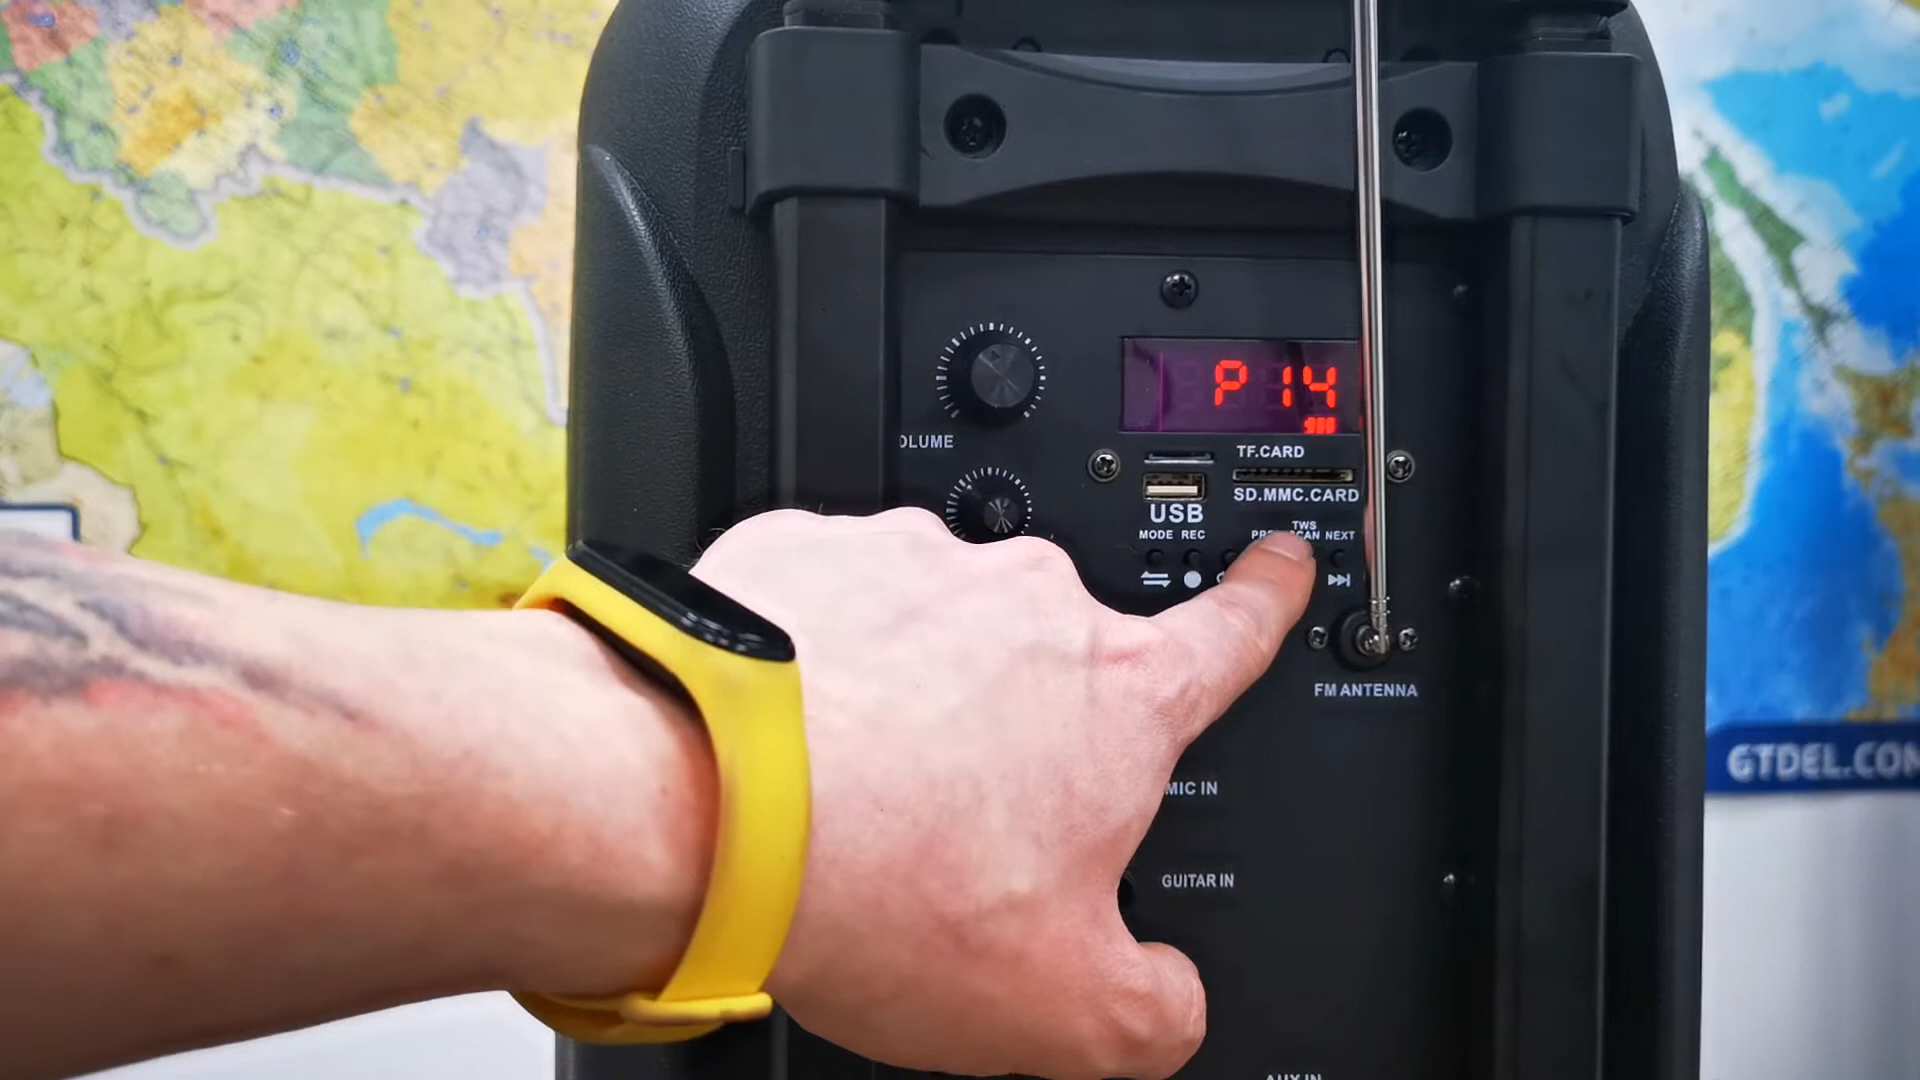 P 14
OLUME
TF.CARD
SD.MMC.CARD
USB
TWS
MODE REC
NEXT
FM ANTENNA
GTDEL.COM
MIC IN
GUITAR IN